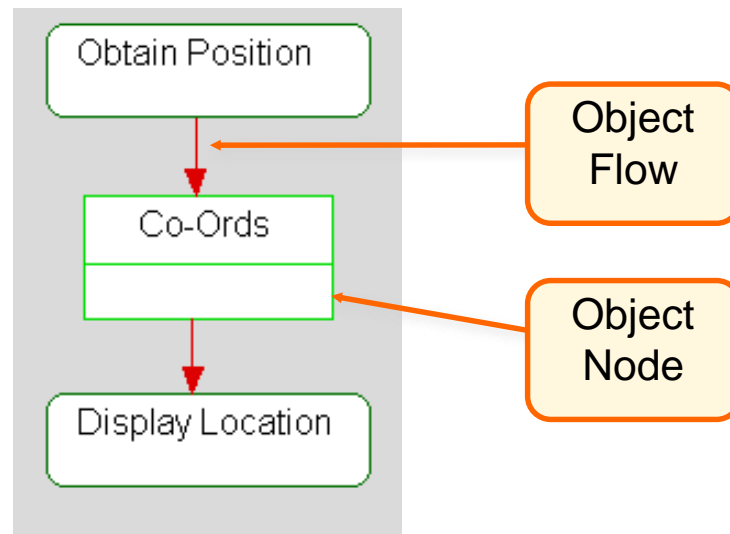 Obtain Position
Object
Flow
Co-Ords
Object
Node
Display Location